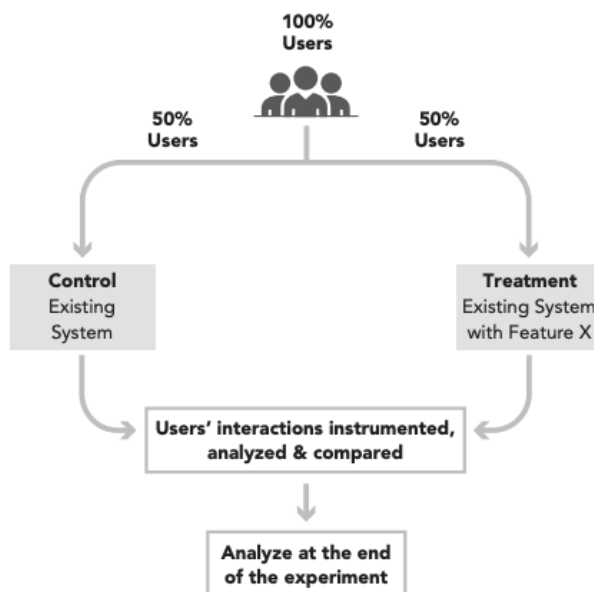 100%
Users
50%
Users
50%
Users
Control
Existing
System
Treatment
Existing System
with Feature X
Users’ interactions instrumented,
analyzed & compared
Analyze at the end
of the experiment